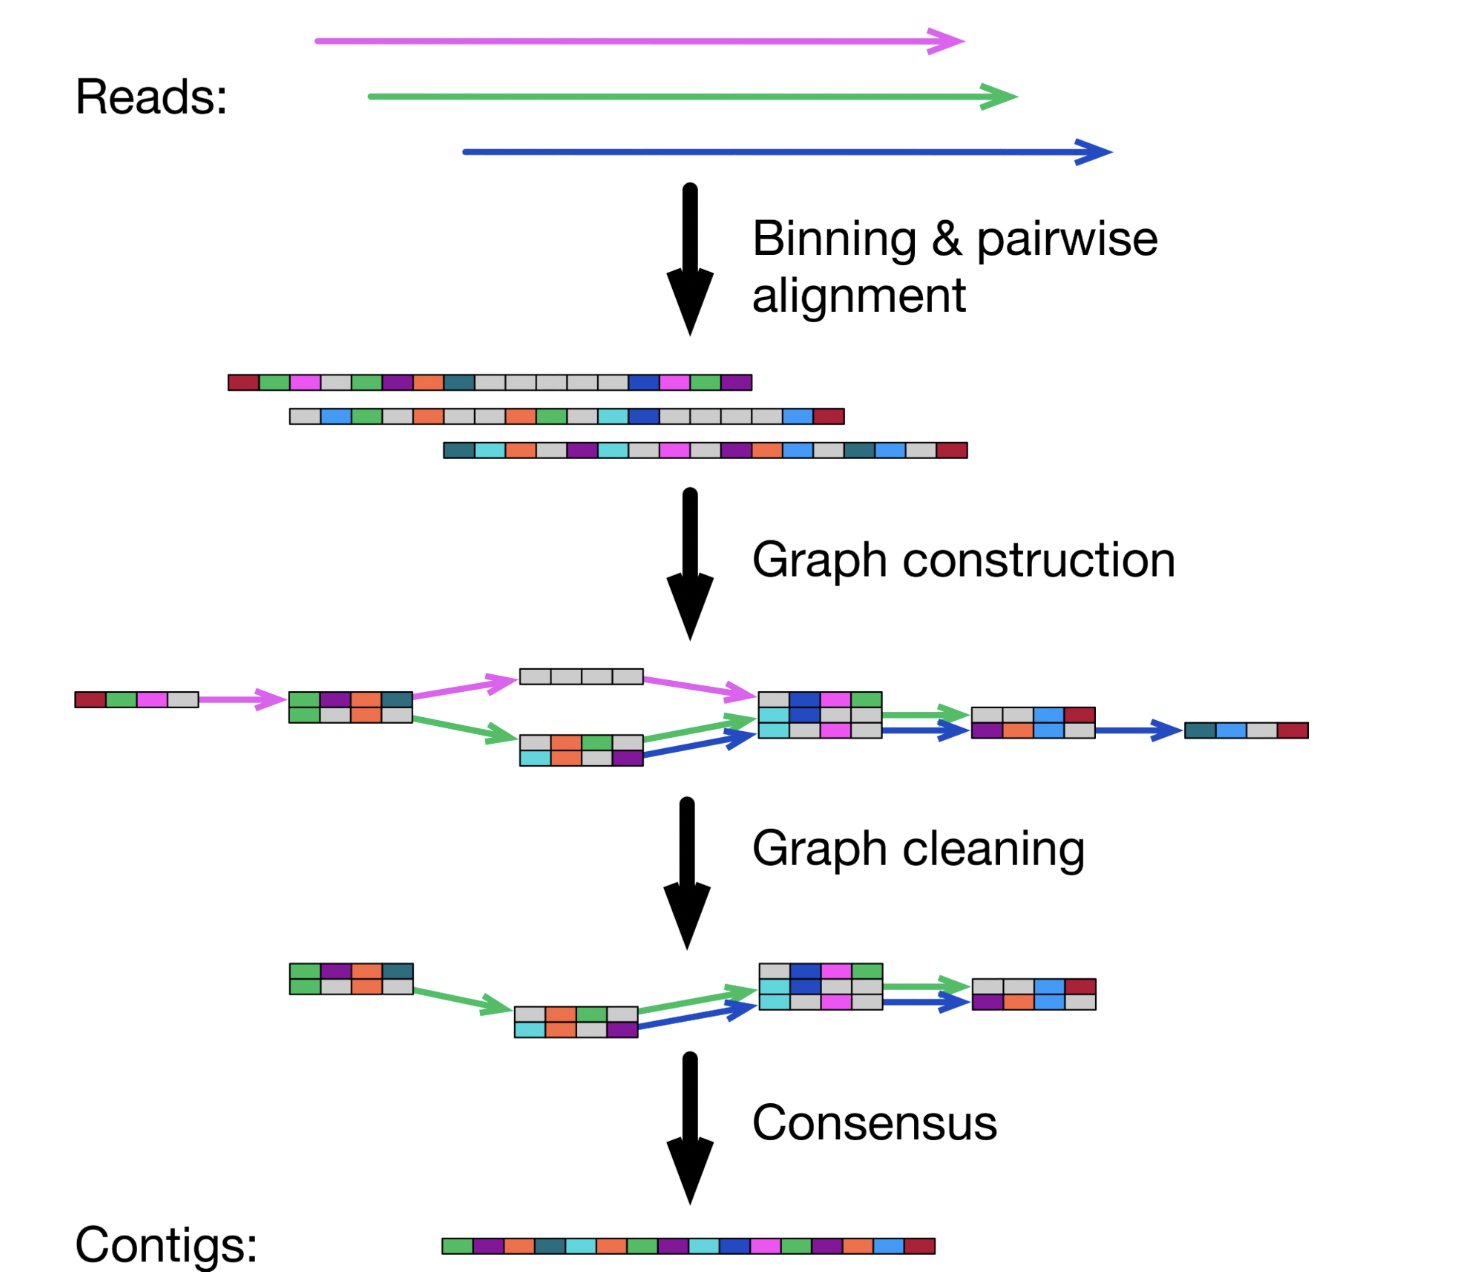 Reads:
Binning & pairwise
alignment
Graph construction
Graph cleaning
Consensus
Contigs: